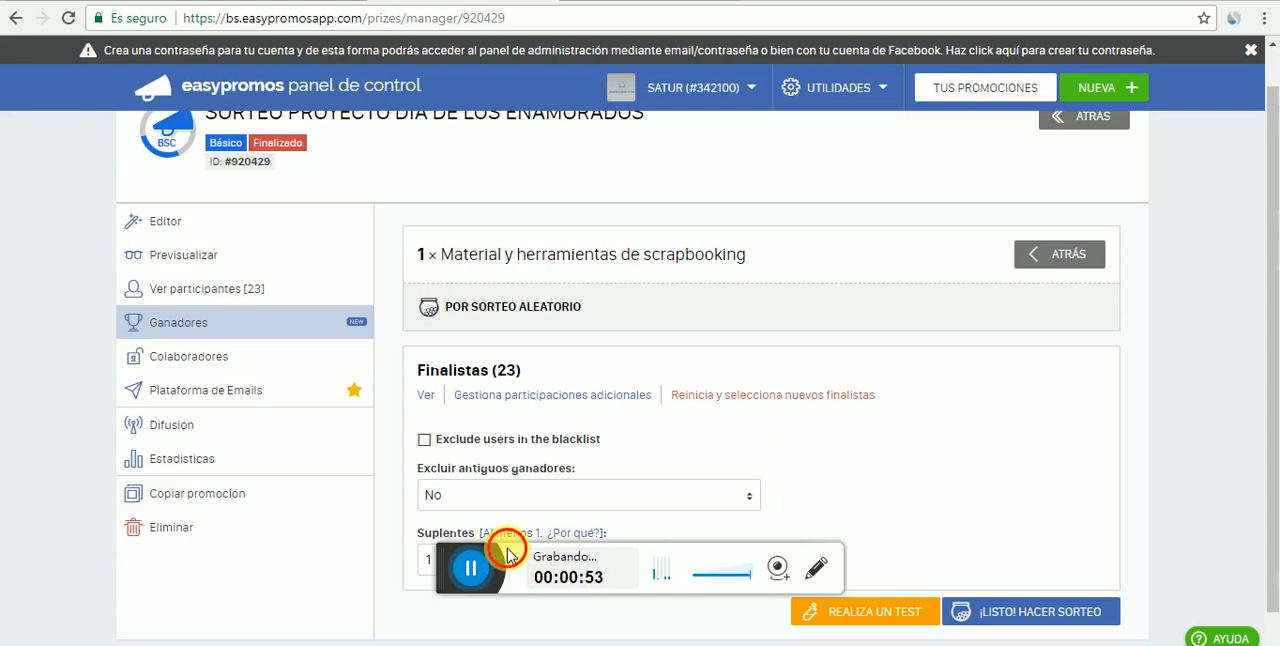 Es seguro
https://bs.easypromosapp.com/prizes/manager/920429
Crea una contraseña para tu cuenta y de esta forma podrás acceder al panel de administración mediante email/contraseña o bien con tu cuenta de Facebook. Haz click aquí para crear tu contraseña.
easypromos panel de control
SATUR (#342100)
UTILIDADES
TUS PROMOCIONES
NUEVA
SORTEO PROYECTO DIA DE LOS ENAMORADOS
ATRÁS
BSC
Básico
Finalizado
ID: #920429
Editor
Previsualizar
Ver participantes [23]
Ganadores
NEW
Colaboradores
Plataforma de Emails
Difusión
Estadísticas
Copiar promoción
Eliminar
1 × Material y herramientas de scrapbooking
ATRÁS
POR SORTEO ALEATORIO
Finalistas (23)
Ver
Gestiona participaciones adicionales
Reinicia y selecciona nuevos finalistas
Exclude users in the blacklist
Excluir antiguos ganadores:
No
Suplentes [Al menos 1. ¿Por qué?]:
1
Grabando...
00:00:53
REALIZA UN TEST
¡LISTO! HACER SORTEO
AYUDA